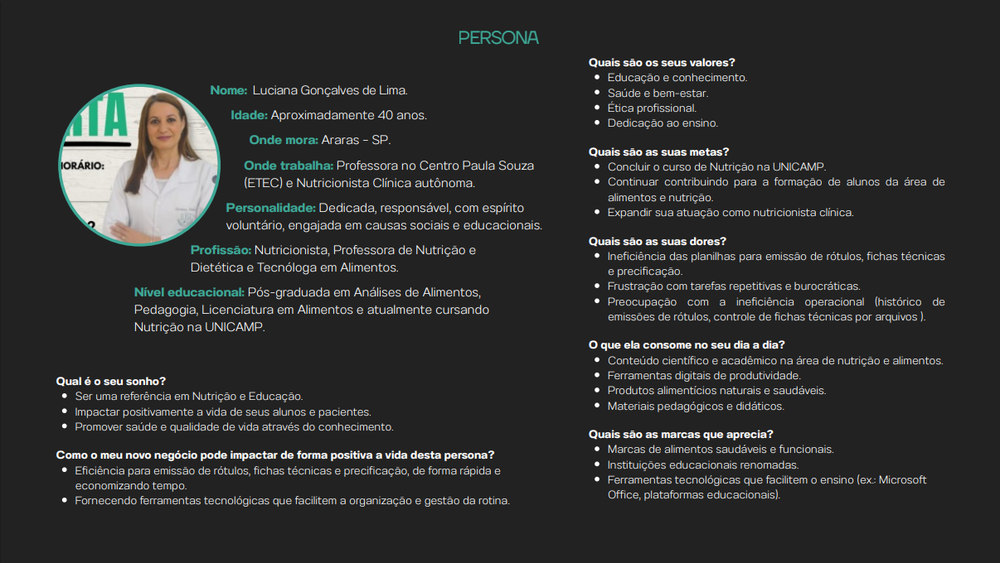 PERSONA
RTA
HORÁRIO:
Nome: Luciana Gonçalves de Lima.
Idade: Aproximadamente 40 anos.
Onde mora: Araras – SP.
Onde trabalha: Professora no Centro Paula Souza
(ETEC) e Nutricionista Clínica autônoma.
Personalidade: Dedicada, responsável, com espírito
voluntário, engajada em causas sociais e educacionais.
Profissão: Nutricionista, Professora de Nutrição e
Dietética e Tecnóloga em Alimentos.
Nível educacional: Pós-graduada em Análises de Alimentos,
Pedagogia, Licenciatura em Alimentos e atualmente cursando
Nutrição na UNICAMP.
Qual é o seu sonho?
• Ser uma referência em Nutrição e Educação.
• Impactar positivamente a vida de seus alunos e pacientes.
• Promover saúde e qualidade de vida através do conhecimento.
Como o meu novo negócio pode impactar de forma positiva a vida desta persona?
• Eficiência para emissão de rótulos, fichas técnicas e precificação, de forma rápida e
economizando tempo.
• Fornecendo ferramentas tecnológicas que facilitem a organização e gestão da rotina.
Quais são os seus valores?
• Educação e conhecimento.
• Saúde e bem-estar.
• Ética profissional.
• Dedicação ao ensino.
Quais são as suas metas?
• Concluir o curso de Nutrição na UNICAMP.
• Continuar contribuindo para a formação de alunos da área de
alimentos e nutrição.
• Expandir sua atuação como nutricionista clínica.
Quais são as suas dores?
• Ineficiência das planilhas para emissão de rótulos, fichas técnicas
e precificação.
• Frustração com tarefas repetitivas e burocráticas.
• Preocupação com a ineficiência operacional (histórico de
emissões de rótulos, controle de fichas técnicas por arquivos ).
O que ela consome no seu dia a dia?
• Conteúdo científico e acadêmico na área de nutrição e alimentos.
• Ferramentas digitais de produtividade.
• Produtos alimentícios naturais e saudáveis.
• Materiais pedagógicos e didáticos.
Quais são as marcas que aprecia?
• Marcas de alimentos saudáveis e funcionais.
• Instituições educacionais renomadas.
• Ferramentas tecnológicas que facilitem o ensino (ex.: Microsoft
Office, plataformas educacionais).